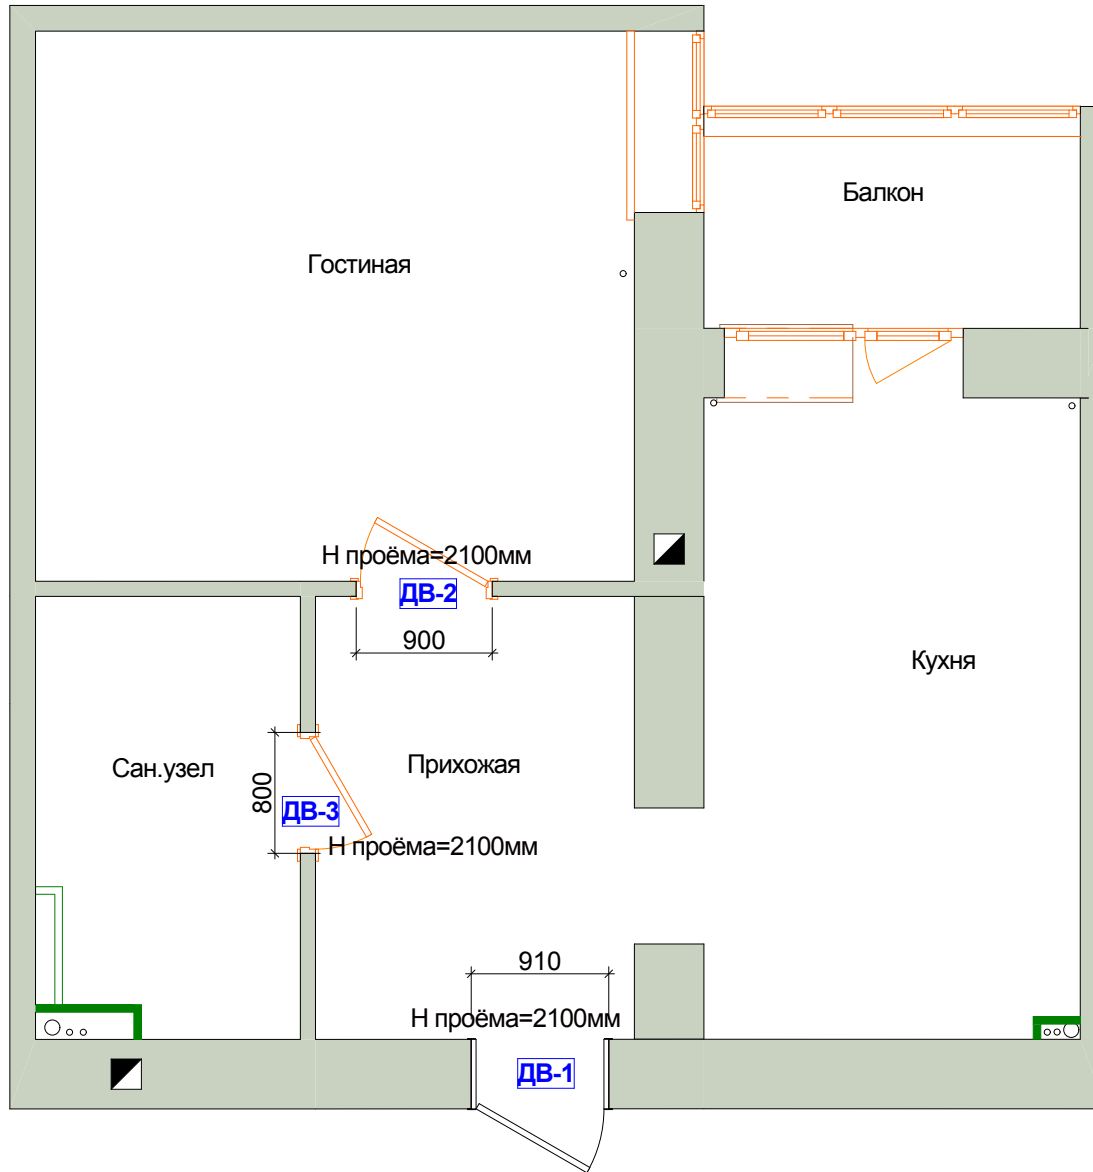 Балкон
Гостиная
Н проёма=2100мм
ДВ-2
900
Кухня
Сан.узел
Прихожая
800
ДВ-3
Н проёма=2100мм
910
Н проёма=2100мм
ДВ-1